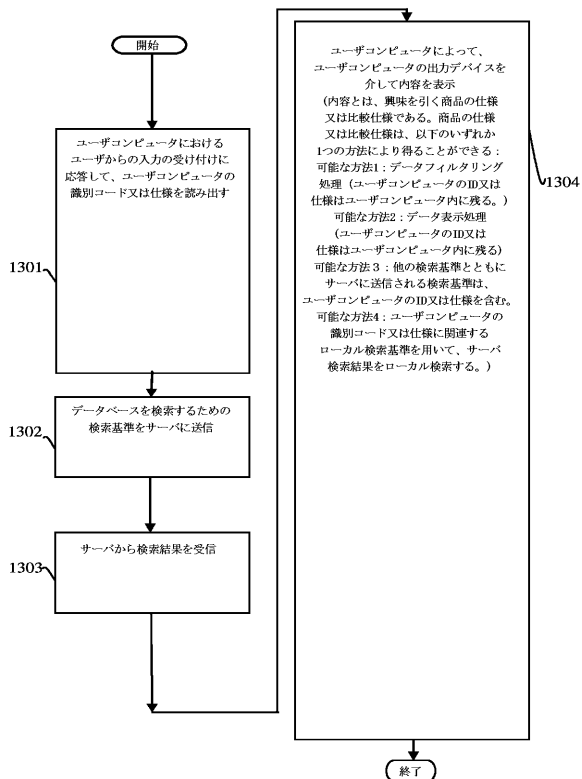 開始
ユーザコンピュータにおける
ユーザからの入力の受け付けに
応答して、ユーザコンピュータの
識別コード又は仕様を読み出す
1301
データベースを検索するための
検索基準をサーバに送信
1302
サーバから検索結果を受信
1303
ユーザコンピュータによって、
ユーザコンピュータの出力デバイスを
介して内容を表示
(内容とは、興味を引く商品の仕様
又は比較仕様である。商品の仕様
又は比較仕様は、以下のいずれか
1つの方法により得ることができる：
可能な方法1：データフィルタリング
処理（ユーザコンピュータのID又は
仕様はユーザコンピュータ内に残る。)
可能な方法2：データ表示処理
(ユーザコンピュータのID又は
仕様はユーザコンピュータ内に残る)
可能な方法３：他の検索基準とともに
サーバに送信される検索基準は、
ユーザコンピュータのID又は仕様を含む。
可能な方法4：ユーザコンピュータの
識別コード又は仕様に関連する
ローカル検索基準を用いて、サーバ
検索結果をローカル検索する。)
1304
終了